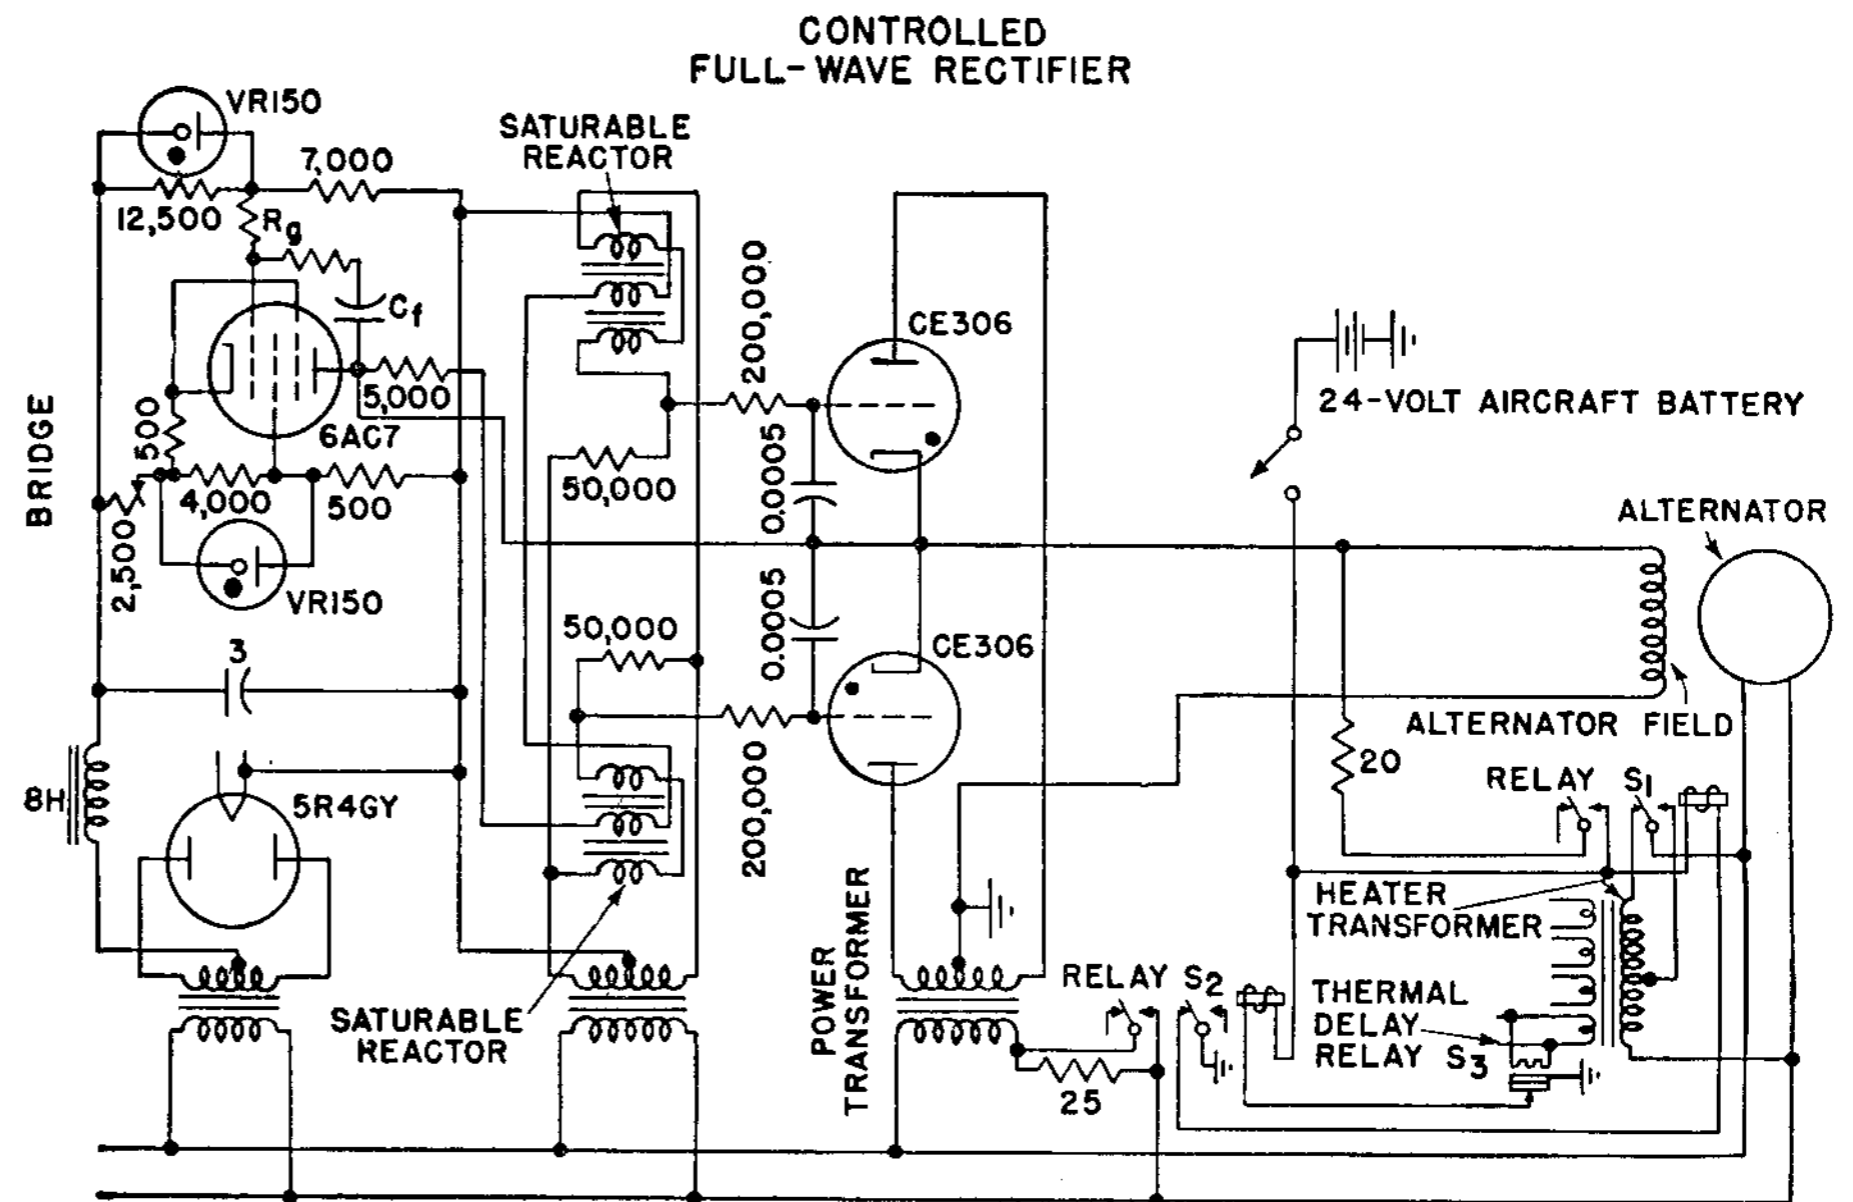 CONTROLLED
FULL-WAVE RECTIFIER
VR150
SATURABLE
REACTOR
7,000
12,500
Rg
Cf
200,000
CE306
5,000
24-VOLT AIRCRAFT BATTERY
BRIDGE
500
6AC7
50,000
0.0005
4,000
500
ALTERNATOR
2,500
VR150
50,000
0.0005
CE306
3
ALTERNATOR FIELD
20
RELAY S1
8H
5R4GY
200,000
HEATER
TRANSFORMER
POWER
TRANSFORMER
RELAY S2
THERMAL
DELAY
RELAY S3
SATURABLE
REACTOR
25